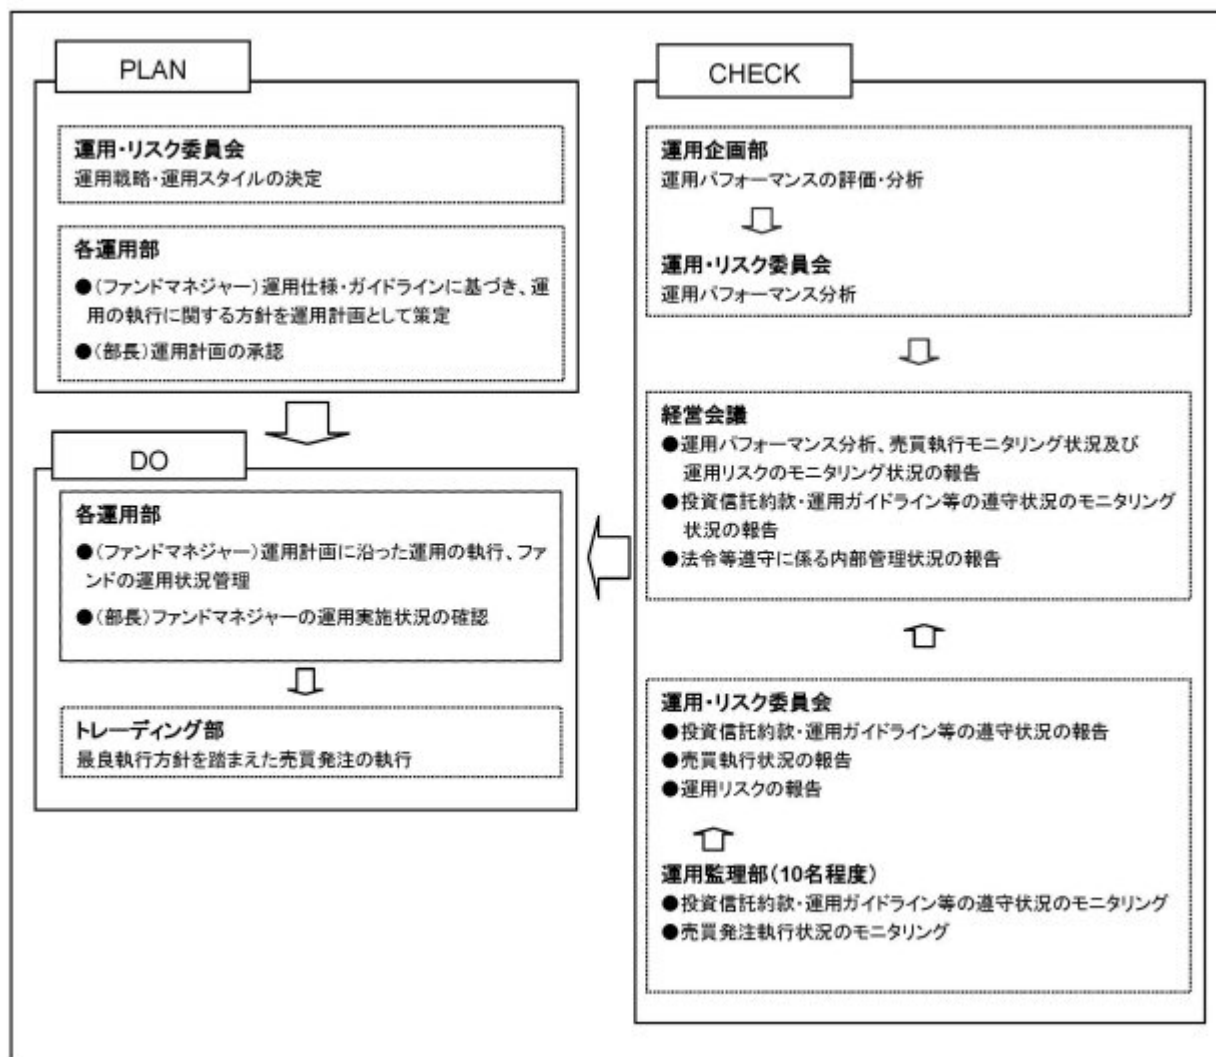 PLAN
運用・リスク委員会
運用戦略・運用スタイルの決定
各運用部
●(ファンドマネジャー)運用仕様・ガイドラインに基づき、運
用の執行に関する方針を運用計画として策定
●(部長)運用計画の承認
DO
各運用部
●(ファンドマネジャー)運用計画に沿った運用の執行、ファ
ンドの運用状況管理
●(部長)ファンドマネジャーの運用実施状況の確認
トレーディング部
最良執行方針を踏まえた売買発注の執行
CHECK
運用企画部
運用パフォーマンスの評価・分析
運用・リスク委員会
運用パフォーマンス分析
経営会議
●運用パフォーマンス分析、売買執行モニタリング状況及び
運用リスクのモニタリング状況の報告
●投資信託約款・運用ガイドライン等の遵守状況のモニタリング
状況の報告
●法令等遵守に係る内部管理状況の報告
運用・リスク委員会
●投資信託約款・運用ガイドライン等の遵守状況の報告
●売買執行状況の報告
●運用リスクの報告
運用監理部(10名程度)
●投資信託約款・運用ガイドライン等の遵守状況のモニタリング
●売買発注執行状況のモニタリング